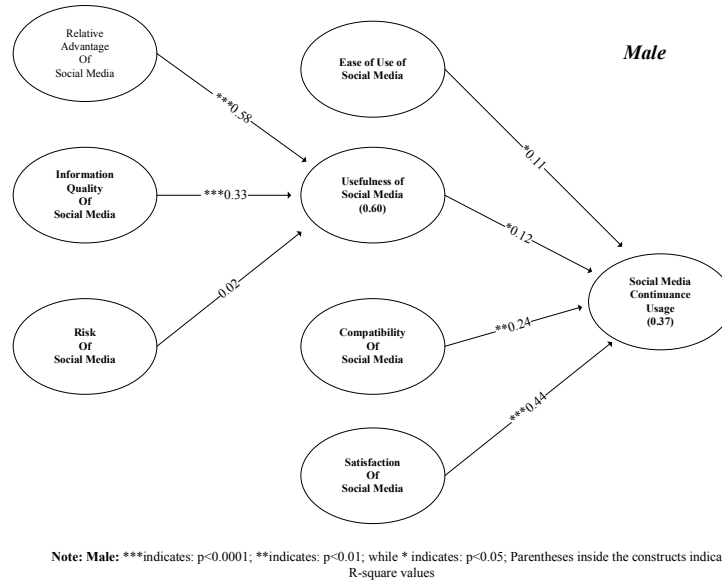 Relative
Advantage
Of
Social Media
Ease of Use of
Social Media
Male
***0.58
*0.11
Information
Quality
Of
Social Media
***0.33
Usefulness of
Social Media
(0.60)
*0.12
0.02
Social Media
Continuance
Usage
(0.37)
Risk
Of
Social Media
Compatibility
Of
Social Media
**0.24
***0.44
Satisfaction
Of
Social Media
Note: Male: ***indicates: p<0.0001; **indicates: p<0.01; while * indicates: p<0.05; Parentheses inside the constructs indica
R-square values